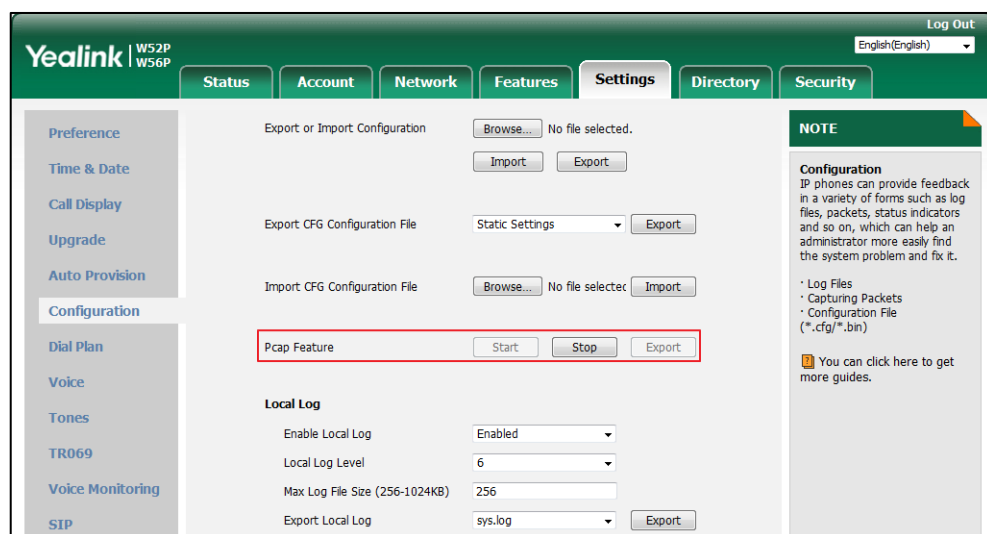 Log Out
Yealink | W52P W56P
English(English)
Status Account Network Features Settings Directory Security
Preference
Time & Date
Call Display
Upgrade
Auto Provision
Configuration
Dial Plan
Voice
Tones
TR069
Voice Monitoring
SIP
Export or Import Configuration Browse... No file selected.
Import Export
Export CFG Configuration File Static Settings Export
Import CFG Configuration File Browse... No file selectec Import
Pcap Feature Start Stop Export
Local Log
Enable Local Log Enabled
Local Log Level 6
Max Log File Size (256-1024KB) 256
Export Local Log sys.log Export
NOTE
Configuration
IP phones can provide feedback
in a variety of forms such as log
files, packets, status indicators
and so on, which can help an
administrator more easily find
the system problem and fix it.
· Log Files
· Capturing Packets
· Configuration File
(*.cfg/*.bin)
? You can click here to get
more guides.